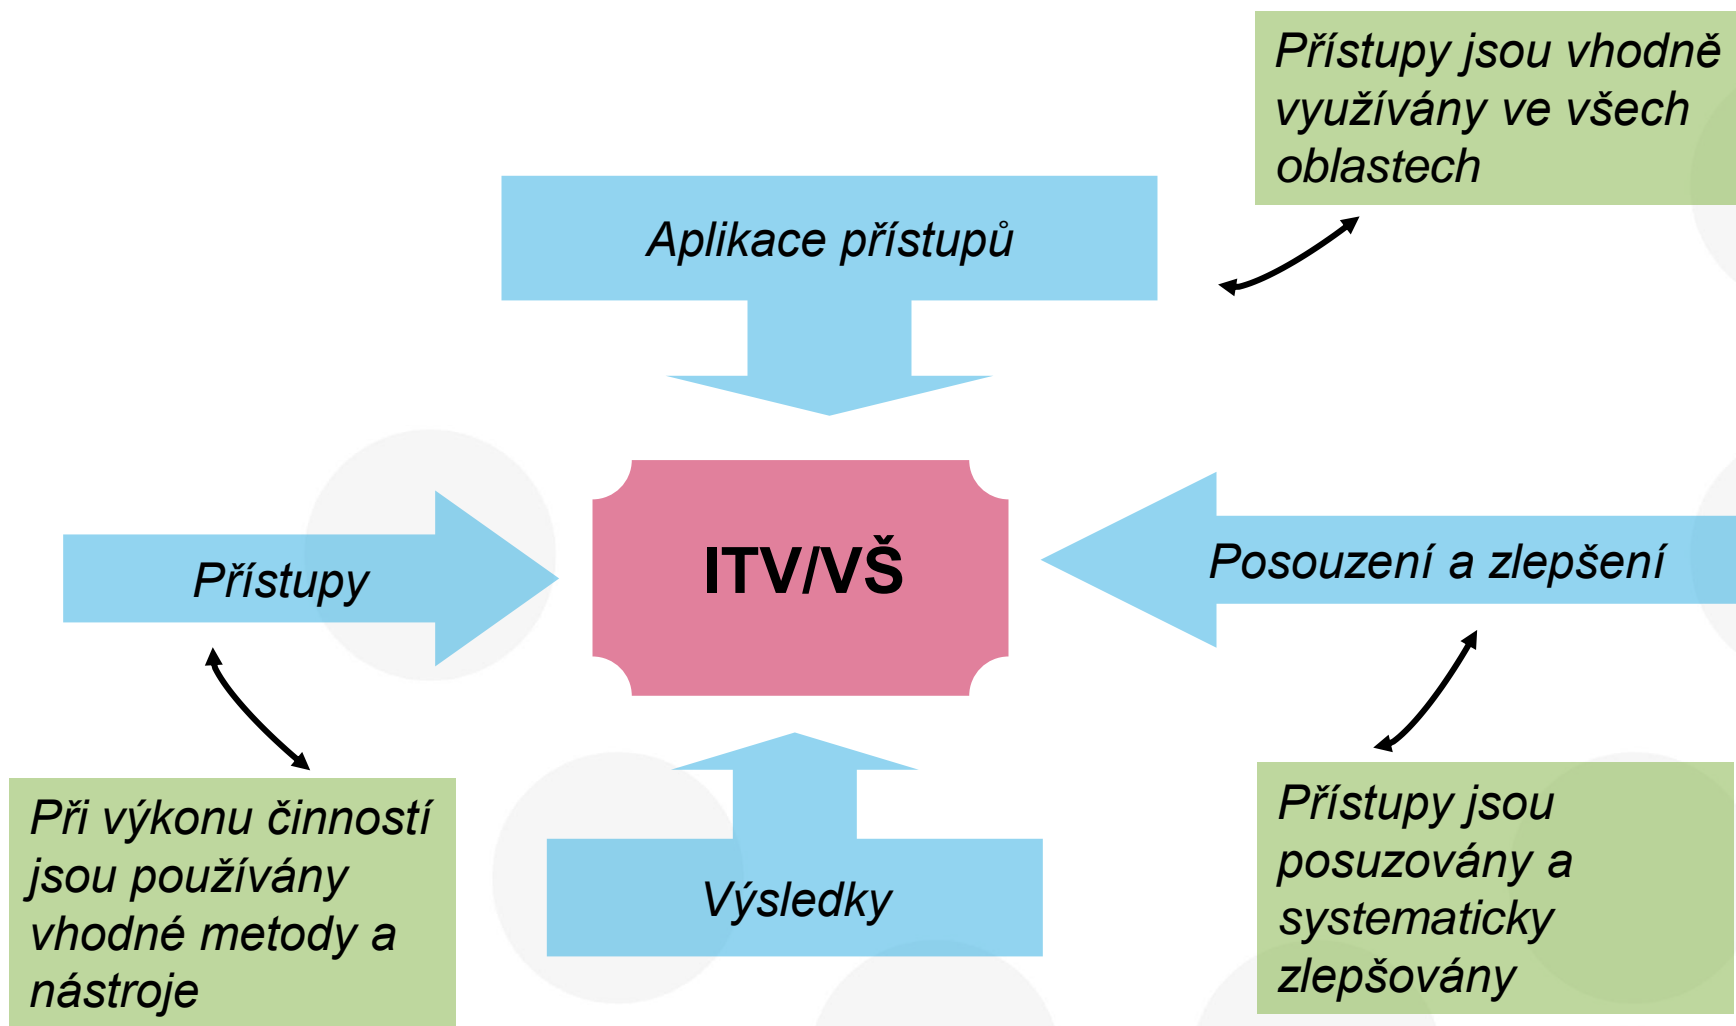 Přístupy jsou vhodně
využívány ve všech
oblastech
Aplikace přístupů
Přístupy
ITV/VŠ
Posouzení a zlepšení
Při výkonu činností
jsou používány
vhodné metody a
nástroje
Výsledky
Přístupy jsou
posuzovány a
systematicky
zlepšovány